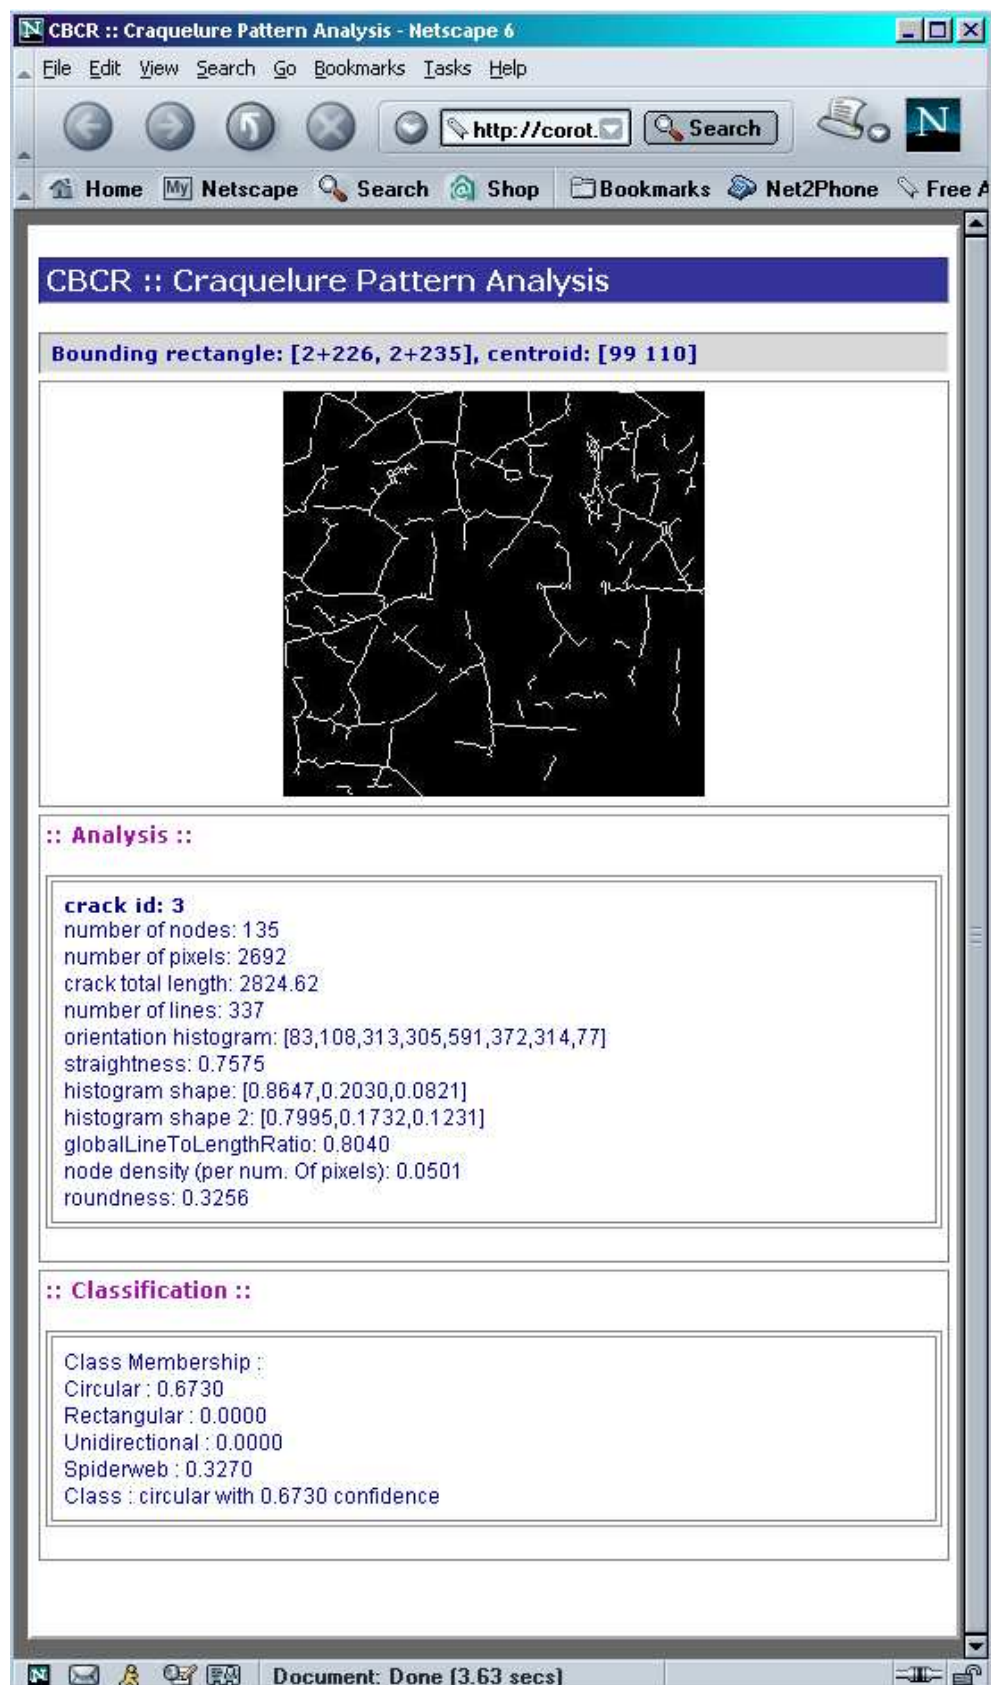 CBCR :: Craquelure Pattern Analysis - Netscape 6
File Edit View Search Go Bookmarks Tasks Help
http://corot. Search N
Home My Netscape Search Shop Bookmarks Net2Phone Free A
CBCR :: Craquelure Pattern Analysis
Bounding rectangle: [2+226, 2+235], centroid: [99 110]
:: Analysis ::
crack id: 3
number of nodes: 135
number of pixels: 2692
crack total length: 2824.62
number of lines: 337
orientation histogram: [83,108,313,305,591,372,314,77]
straightness: 0.7575
histogram shape: [0.8647,0.2030,0.0821]
histogram shape 2: [0.7995,0.1732,0.1231]
globalLineToLengthRatio: 0.8040
node density (per num. Of pixels): 0.0501
roundness: 0.3256
:: Classification ::
Class Membership :
Circular : 0.6730
Rectangular : 0.0000
Unidirectional : 0.0000
Spiderweb : 0.3270
Class : circular with 0.6730 confidence
Document: Done (3.63 secs)